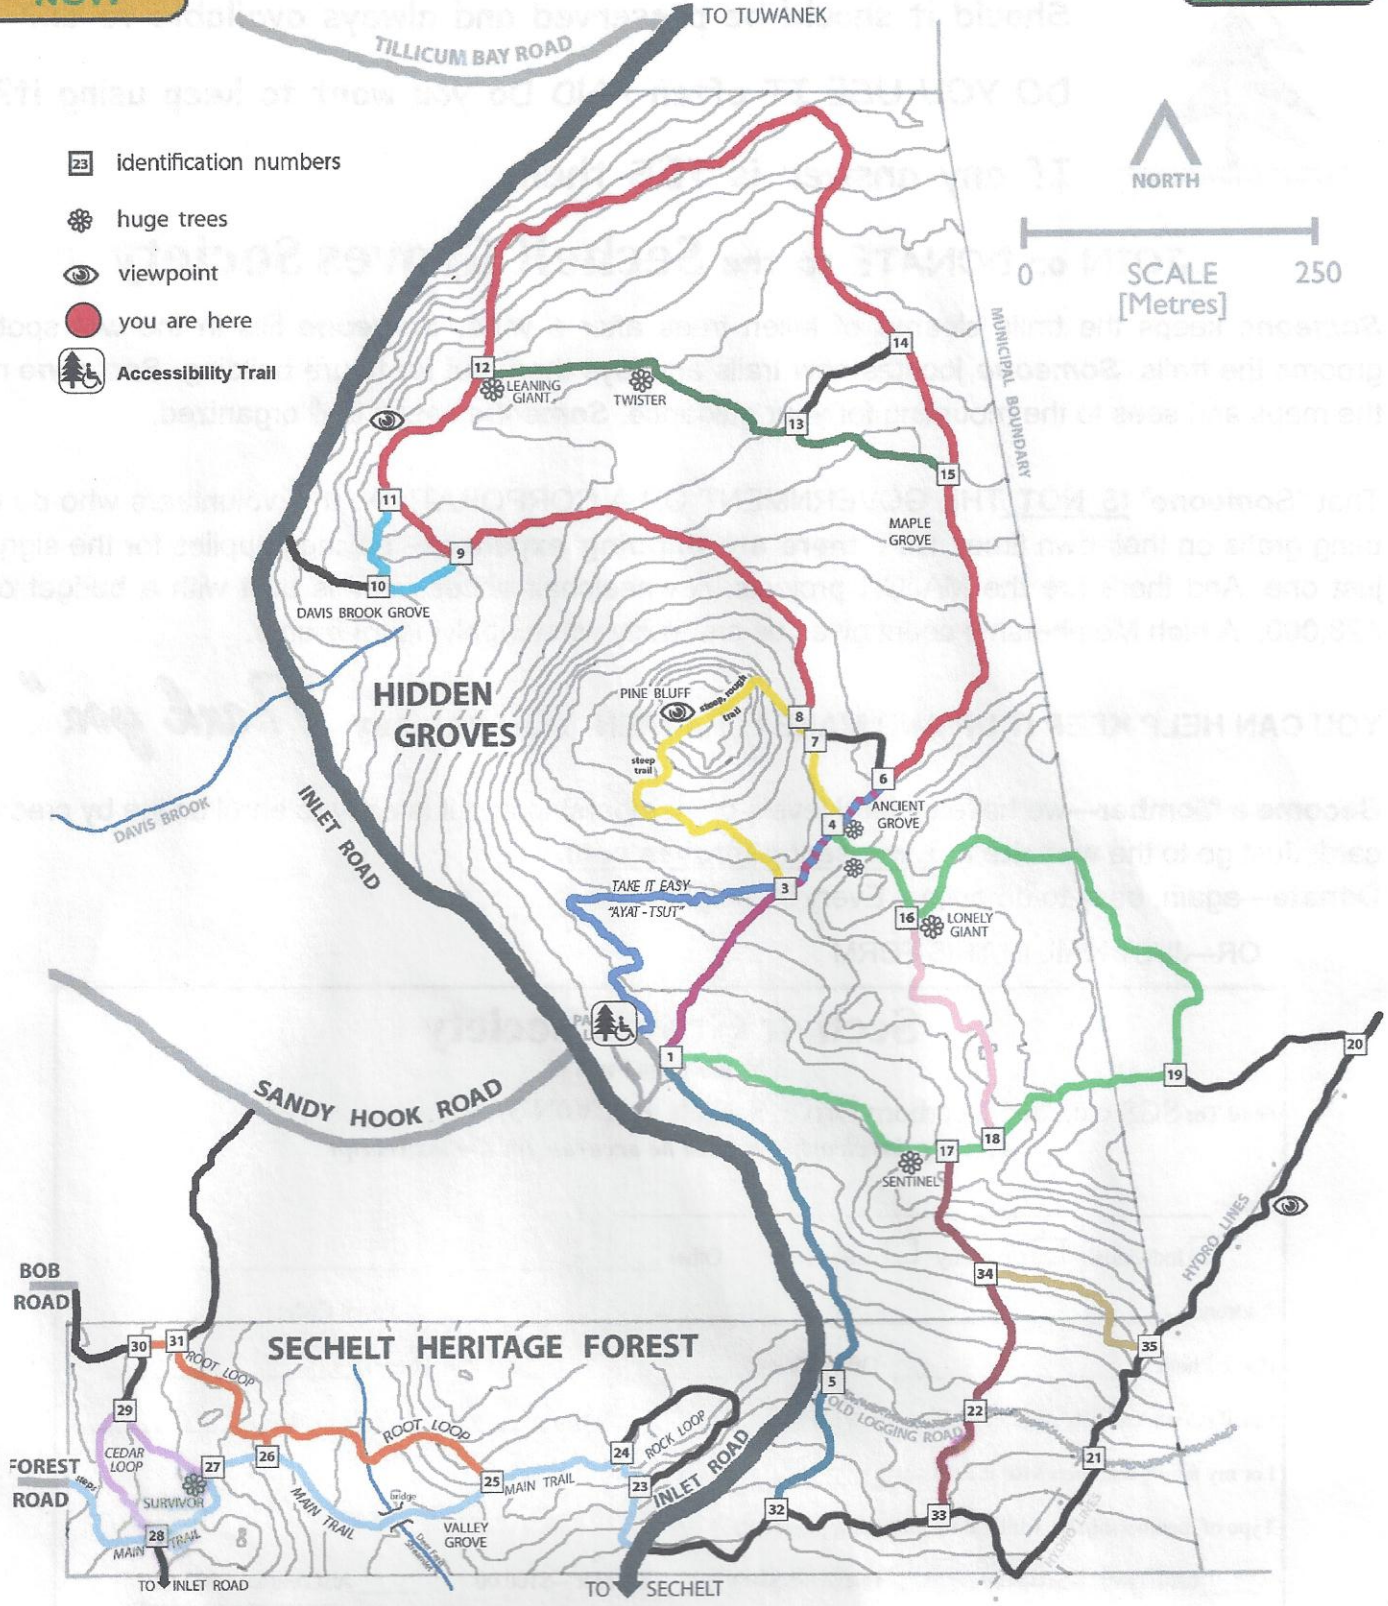 TO TUWANEK
TILLICUM BAY ROAD
23 identification numbers
huge trees
viewpoint
you are here
Accessibility Trail
NORTH
0 250
SCALE
[Metres]
MUNICIPAL BOUNDARY
14
12
LEANING
GIANT
TWISTER
13
15
11
MAPLE
GROVE
9
10
DAVIS BROOK GROVE
HIDDEN
GROVES
PINE BLUFF
steep, rough
trail
8
7
steep
trail
6
ANCIENT
GROVE
4
DAVIS BROOK
INLET ROAD
3
TAKE IT EASY
"AYAT-TSUT"
16
LONELY
GIANT
1
20
19
SANDY HOOK ROAD
18
17
SENTINEL
HYDRO LINES
34
BOB
ROAD
30
31
SECHELT HERITAGE FOREST
35
ROOT LOOP
5
29
OLD LOGGING ROAD
22
ROOT LOOP
24
ROCK LOOP
21
CEDAR
LOOP
26
27
FOREST
ROAD
steps
25
MAIN TRAIL
23
INLET ROAD
SURVIVOR
MAIN TRAIL
bridge
32
33
VALLEY
GROVE
28
MAIN TRAIL
HYDRO LINES
TO INLET ROAD
TO SECHELT